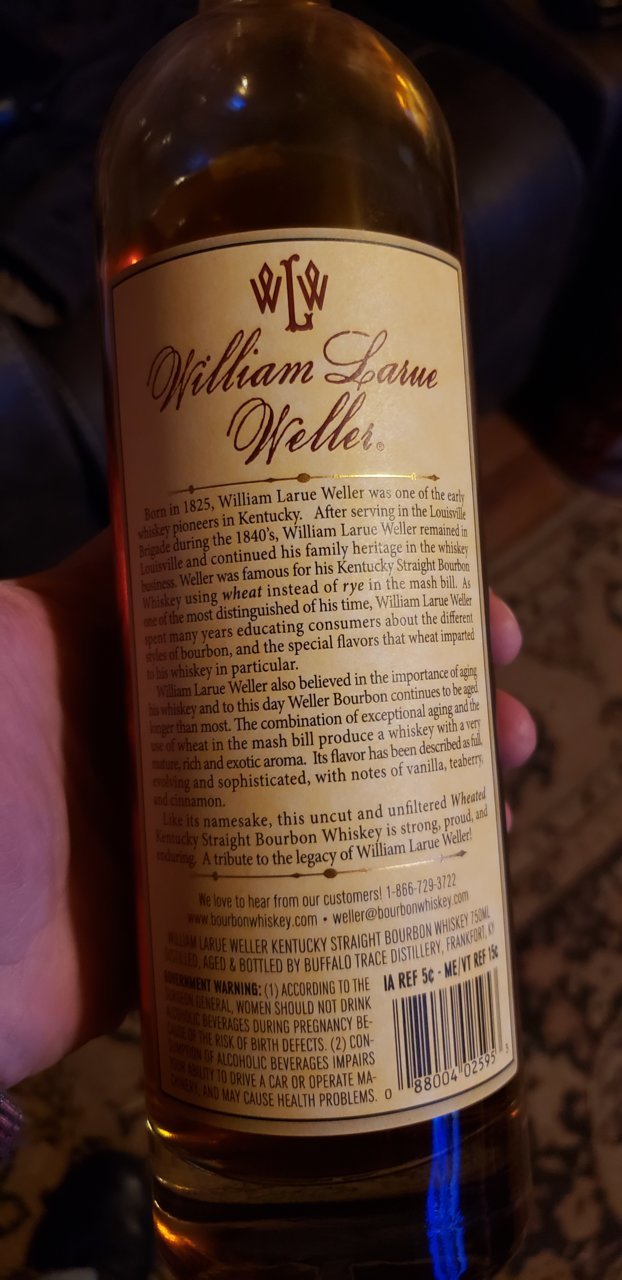 WLW
William Larue
Weller®
Born in 1825, William Larue Weller was one of the early
whiskey pioneers in Kentucky. After serving in the Louisville
Brigade during the 1840's, William Larue Weller remained in
Louisville and continued his family heritage in the whiskey
business. Weller was famous for his Kentucky Straight Bourbon
Whiskey using wheat instead of rye in the mash bill. As
one of the most distinguished of his time, William Larue Weller
spent many years educating consumers about the different
styles of bourbon, and the special flavors that wheat imparted
to his whiskey in particular.
William Larue Weller also believed in the importance of aging
his whiskey and to this day Weller Bourbon continues to be aged
longer than most. The combination of exceptional aging and the
use of wheat in the mash bill produce a whiskey with a very
mature, rich and exotic aroma. Its flavor has been described as full,
evolving and sophisticated, with notes of vanilla, teaberry,
and cinnamon.
Like its namesake, this uncut and unfiltered Wheated
Kentucky Straight Bourbon Whiskey is strong, proud, and
enduring. A tribute to the legacy of William Larue Weller!
We love to hear from our customers! 1-866-729-3722
www.bourbonwhiskey.com • weller@bourbonwhiskey.com
WILLIAM LARUE WELLER KENTUCKY STRAIGHT BOURBON WHISKEY 750ML
DISTILLED, AGED & BOTTLED BY BUFFALO TRACE DISTILLERY, FRANKFORT, KY
GOVERNMENT WARNING: (1) ACCORDING TO THE
SURGEON GENERAL, WOMEN SHOULD NOT DRINK
ALCOHOLIC BEVERAGES DURING PREGNANCY BE-
CAUSE OF THE RISK OF BIRTH DEFECTS. (2) CON-
SUMPTION OF ALCOHOLIC BEVERAGES IMPAIRS
YOUR ABILITY TO DRIVE A CAR OR OPERATE MA-
CHINERY, AND MAY CAUSE HEALTH PROBLEMS.
IA REF 5¢ - ME/VT REF 15¢
0 88004 02595 3